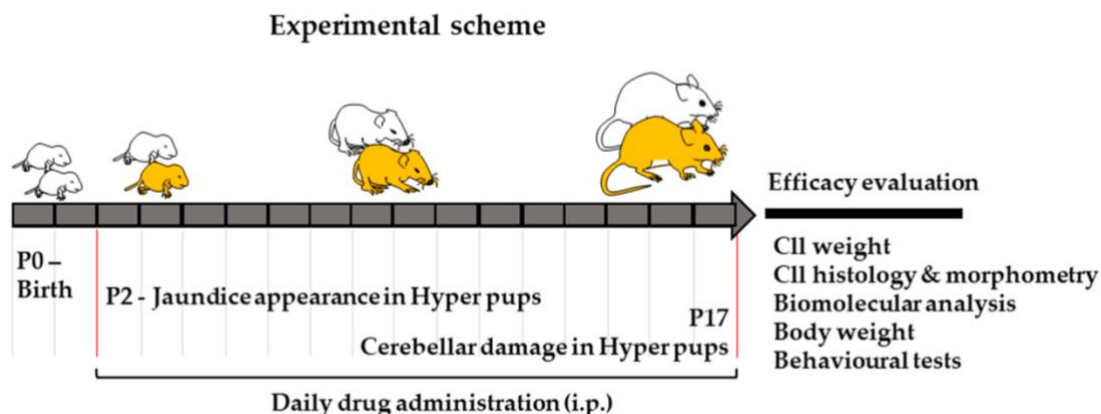 Experimental scheme
P0 –
Birth
P2 - Jaundice appearance in Hyper pups
P17
Cerebellar damage in Hyper pups
Daily drug administration (i.p.)
Efficacy evaluation
Cll weight
Cll histology & morphometry
Biomolecular analysis
Body weight
Behavioural tests